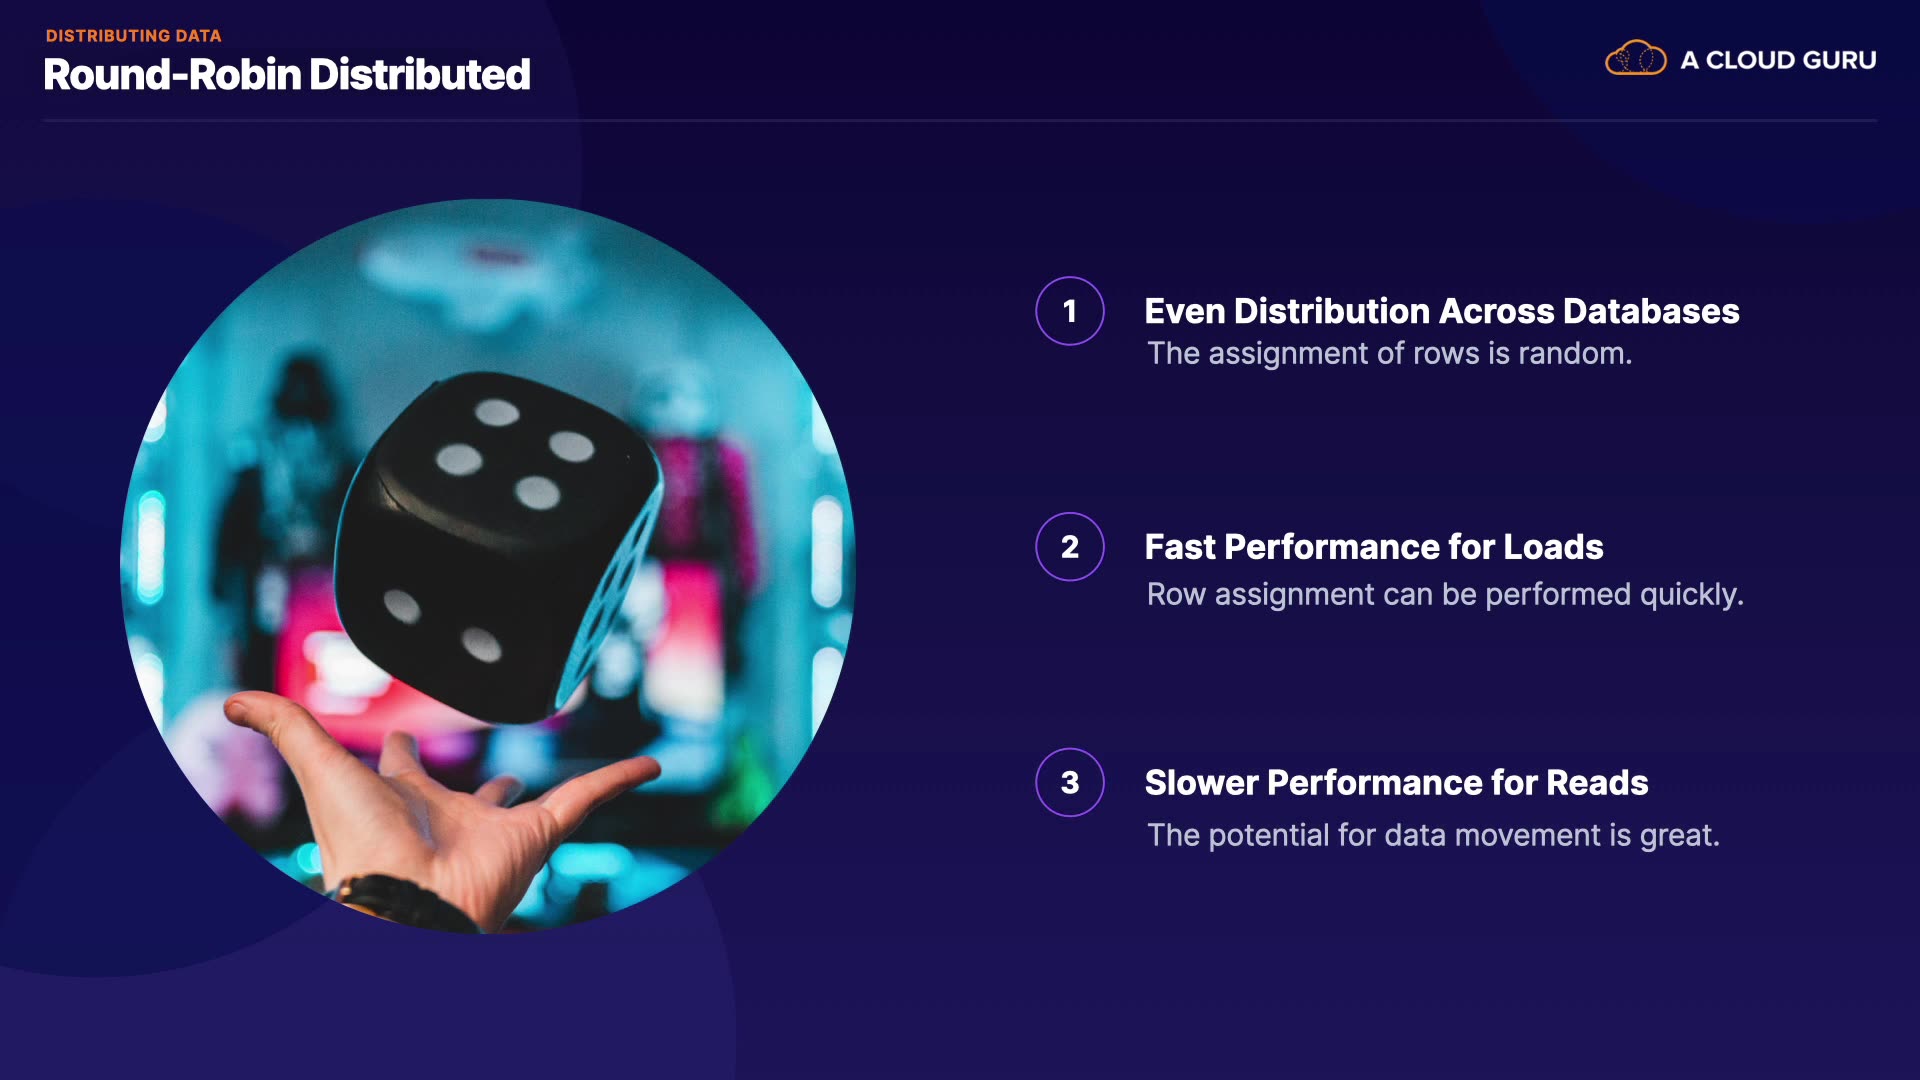 DISTRIBUTING DATA
Round-Robin Distributed
A CLOUD GURU
1
Even Distribution Across Databases
The assignment of rows is random.
2
Fast Performance for Loads
Row assignment can be performed quickly.
3
Slower Performance for Reads
The potential for data movement is great.